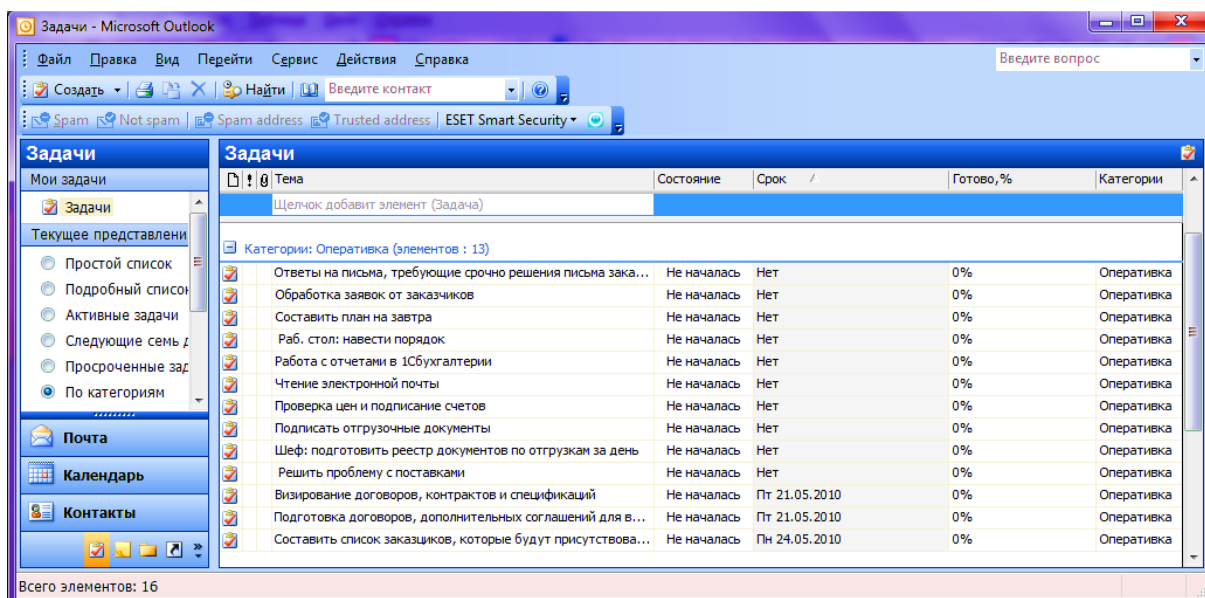 Задачи - Microsoft Outlook
Файл Правка Вид Перейти Сервис Действия Справка Введите вопрос
Создать Найти Введите контакт
Spam Not spam Spam address Trusted address ESET Smart Security
Задачи
Мои задачи
Задачи
Текущее представлени
Простой список
Подробный список
Активные задачи
Следующие семь д
Просроченные зад
По категориям
Почта
Календарь
Контакты
Задачи
Тема Состояние Срок Готово,% Категории
Щелчок добавит элемент (Задача)
Категории: Оперативка (элементов : 13)
Ответы на письма, требующие срочно решения письма зака... Не началась Нет 0% Оперативка
Обработка заявок от заказчиков Не началась Нет 0% Оперативка
Составить план на завтра Не началась Нет 0% Оперативка
Раб. стол: навести порядок Не началась Нет 0% Оперативка
Работа с отчетами в 1Сбухгалтерии Не началась Нет 0% Оперативка
Чтение электронной почты Не началась Нет 0% Оперативка
Проверка цен и подписание счетов Не началась Нет 0% Оперативка
Подписать отгрузочные документы Не началась Нет 0% Оперативка
Шеф: подготовить реестр документов по отгрузкам за день Не началась Нет 0% Оперативка
Решить проблему с поставками Не началась Нет 0% Оперативка
Визирование договоров, контрактов и спецификаций Не началась Пт 21.05.2010 0% Оперативка
Подготовка договоров, дополнительных соглашений для в... Не началась Пт 21.05.2010 0% Оперативка
Составить список заказциков, которые будут присутствова... Не началась Пн 24.05.2010 0% Оперативка
Всего элементов: 16